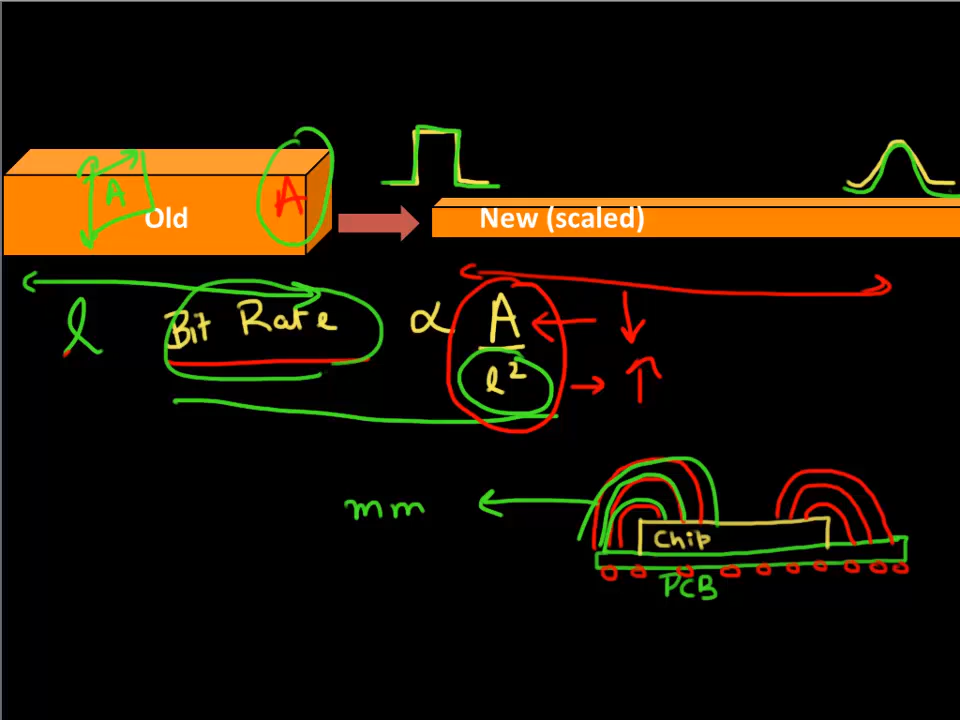 A
A
Old
New (scaled)
l Bit Rate ∝ A
l²
mm
Chip
PCB